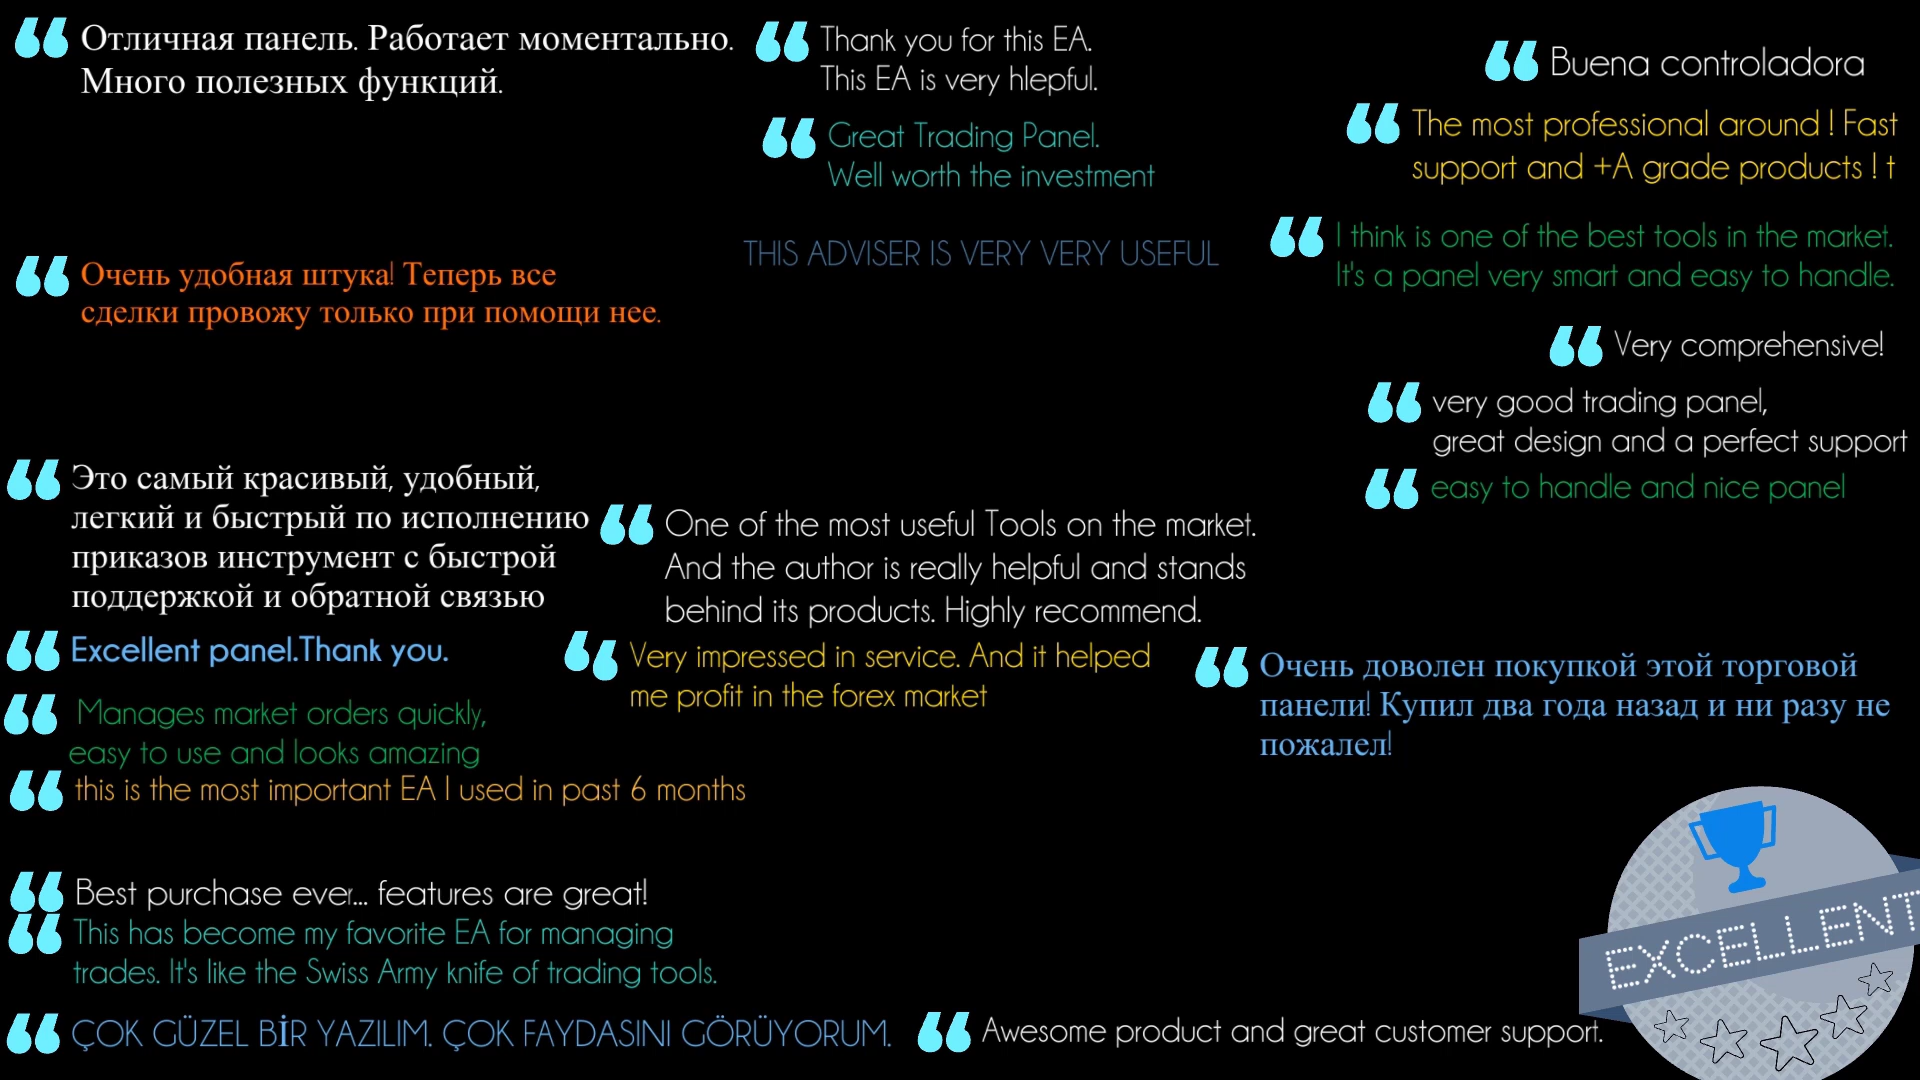 Отличная панель. Работает моментально.
Много полезных функций.
Thank you for this EA.
This EA is very hlepful.
Buena controladora
Great Trading Panel.
Well worth the investment
The most professional around ! Fast
support and +A grade products ! t
THIS ADVISER IS VERY VERY USEFUL
I think is one of the best tools in the market.
It's a panel very smart and easy to handle.
Очень удобная штука! Теперь все
сделки провожу только при помощи нее.
Very comprehensive!
very good trading panel,
great design and a perfect support
easy to handle and nice panel
Это самый красивый, удобный,
легкий и быстрый по исполнению
приказов инструмент с быстрой
поддержкой и обратной связью
One of the most useful Tools on the market.
And the author is really helpful and stands
behind its products. Highly recommend.
Excellent panel.Thank you.
Very impressed in service. And it helped
me profit in the forex market
Очень доволен покупкой этой торговой
панели! Купил два года назад и ни разу не
пожалел!
Manages market orders quickly,
easy to use and looks amazing
this is the most important EA I used in past 6 months
Best purchase ever... features are great!
This has become my favorite EA for managing
trades. It's like the Swiss Army knife of trading tools.
EXCELLENT
ÇOK GÜZEL BİR YAZILIM. ÇOK FAYDASINI GÖRÜYORUM.
Awesome product and great customer support.